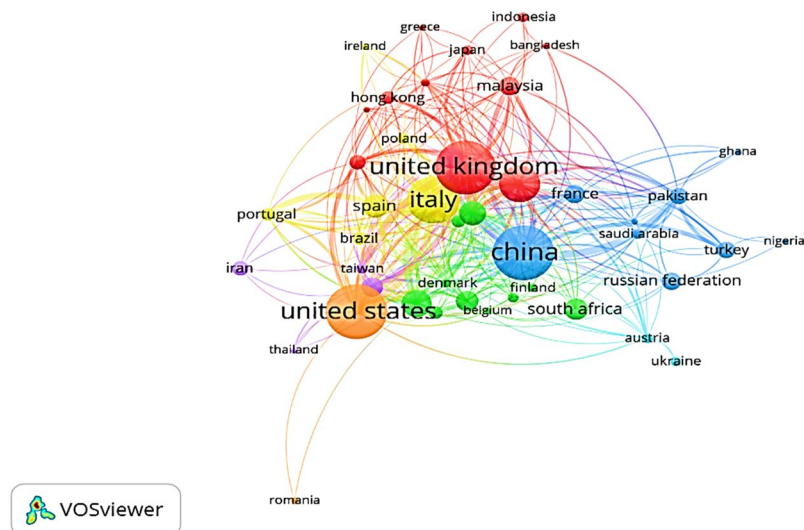 indonesia
greece
ireland
japan
bangladesh
malaysia
hong kong
poland
ghana
united kingdom
france
pakistan
italy
spain
portugal
saudi arabia
brazil
nigeria
china
turkey
iran
taiwan
denmark
finland
russian federation
united states
belgium
south africa
austria
thailand
ukraine
romania
VOSviewer